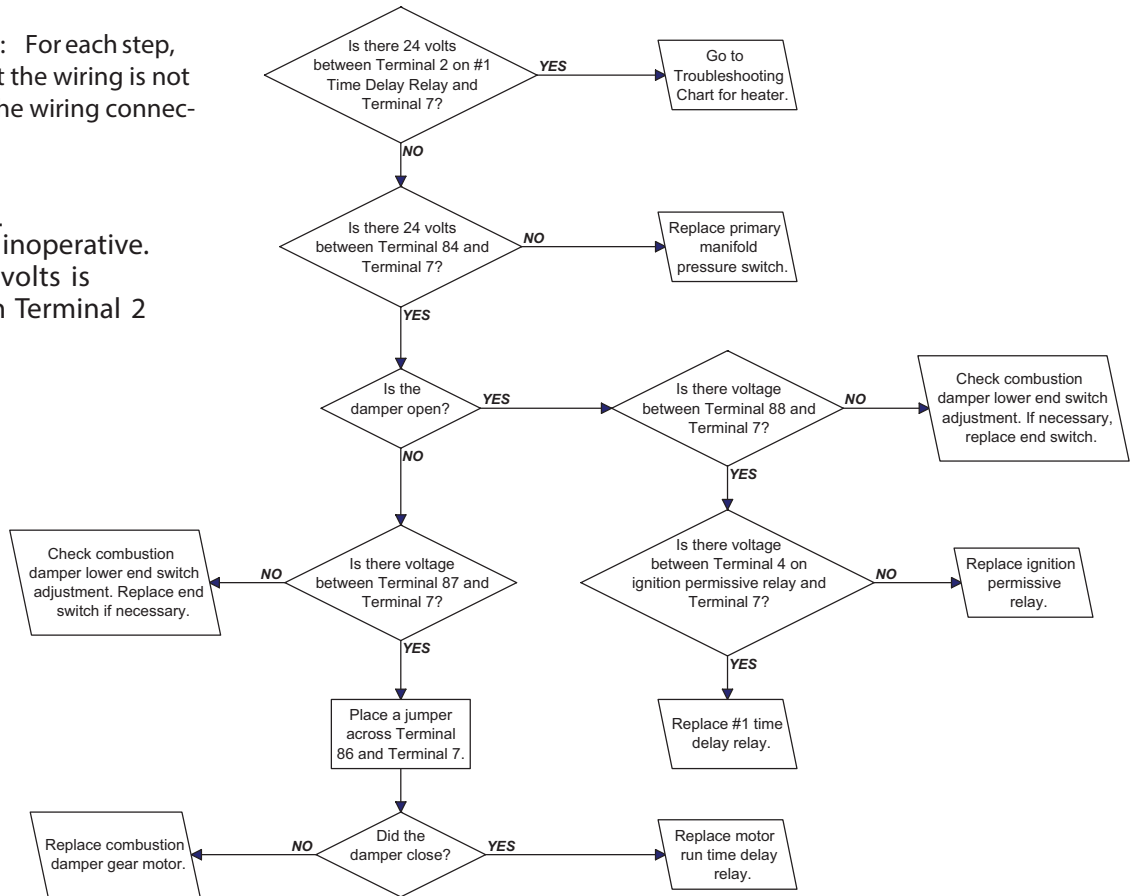 : For each step,
t the wiring is not
he wiring connec-
inoperative.
volts is
n Terminal 2
Is there 24 volts
between Terminal 2 on #1
Time Delay Relay and
Terminal 7?
YES
Go to
Troubleshooting
Chart for heater.
NO
Is there 24 volts
between Terminal 84 and
Terminal 7?
NO
Replace primary
manifold
pressure switch.
YES
Is the
damper open?
YES
Is there voltage
between Terminal 88 and
Terminal 7?
NO
Check combustion
damper lower end switch
adjustment. If necessary,
replace end switch.
NO
YES
Check combustion
damper lower end switch
adjustment. Replace end
switch if necessary.
NO
Is there voltage
between Terminal 87 and
Terminal 7?
Is there voltage
between Terminal 4 on
ignition permissive relay and
Terminal 7?
NO
Replace ignition
permissive
relay.
YES
YES
Place a jumper
across Terminal
86 and Terminal 7.
Replace #1 time
delay relay.
Replace combustion
damper gear motor.
NO
Did the
damper close?
YES
Replace motor
run time delay
relay.